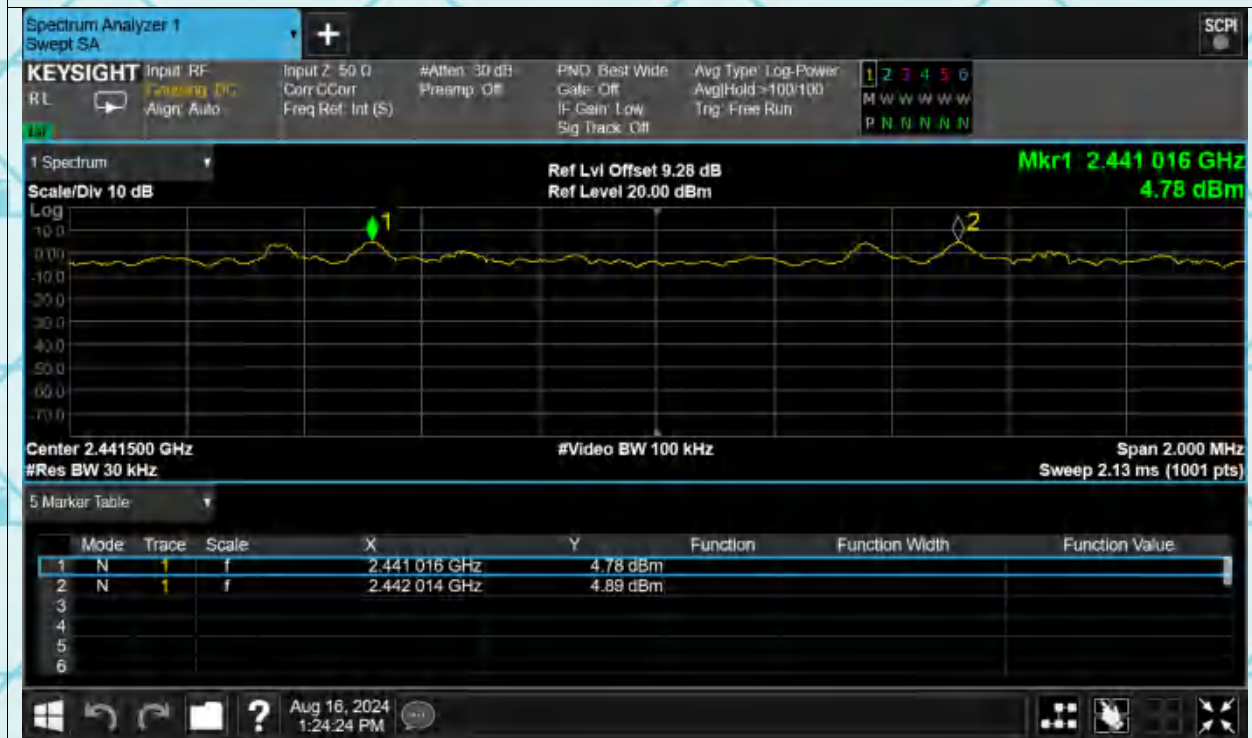 Spectrum Analyzer 1
Swept SA
+
SCPI
KEYSIGHT Input: RF Input Z: 50 Ω #Atten: 30 dB PNO: Best Wide Avg Type: Log-Power 1 2 3 4 5 6
RL Coupling: DC Corr CCorr Preamp: Off Gate: Off Avg|Hold:>100/100 M W W W W W
Align: Auto Freq Ref: Int (S) IF Gain: Low Trig: Free Run
Sig Track: Off P N N N N N
1 Spectrum
Ref Lvl Offset 9.28 dB Mkr1 2.441 016 GHz
Scale/Div 10 dB Ref Level 20.00 dBm 4.78 dBm
Log
10.0
0.00
-10.0
-20.0
-30.0
-40.0
-50.0
-60.0
-70.0
1
2
Center 2.441500 GHz #Video BW 100 kHz Span 2.000 MHz
#Res BW 30 kHz Sweep 2.13 ms (1001 pts)
5 Marker Table
Mode Trace Scale X Y Function Function Width Function Value
1 N 1 f 2.441 016 GHz 4.78 dBm
2 N 1 f 2.442 014 GHz 4.89 dBm
3
4
5
6
? Aug 16, 2024
1:24:24 PM